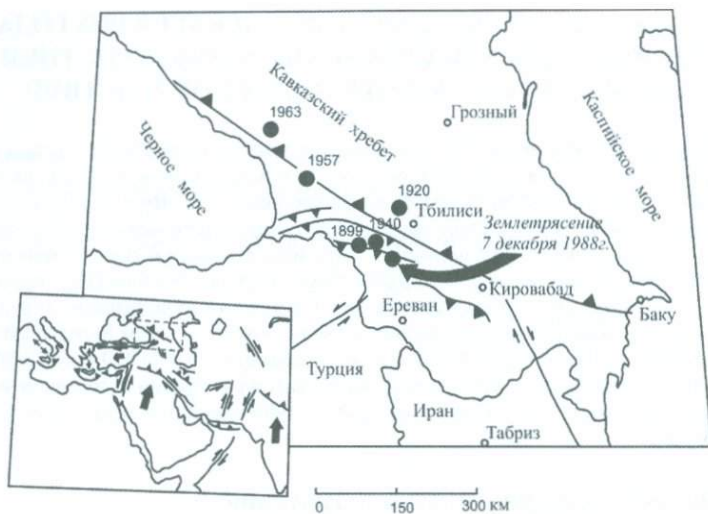 1963
Кавказский хребет
Грозный
Каспийское море
Черное море
1957
1920
Тбилиси
1940
1899
Землетрясение
7 декабря 1988г.
Кировабад
Ереван
Баку
Турция
Иран
Табриз
0 150 300 км